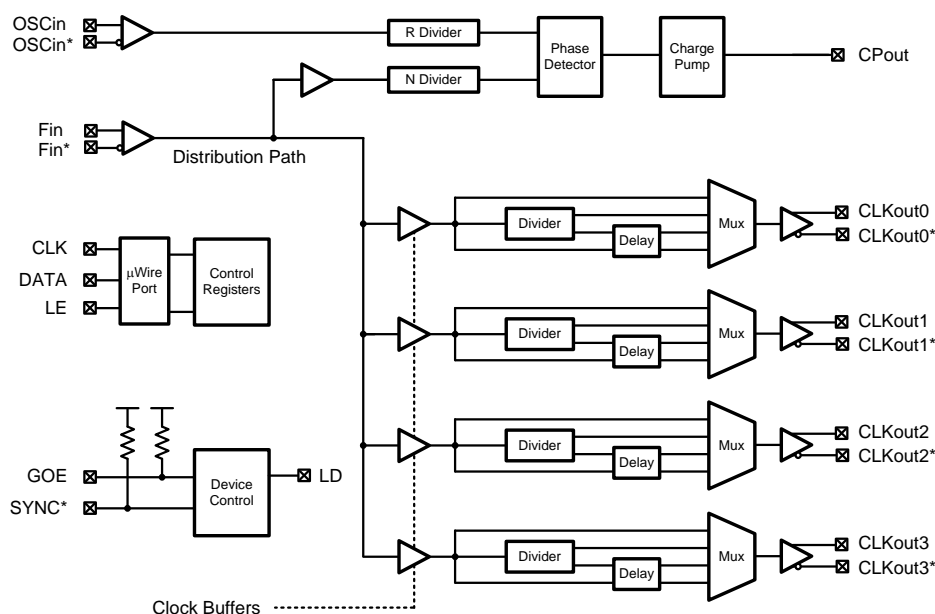 OSCin
OSCin*
R Divider
Phase
Detector
Charge
Pump
CPout
N Divider
Fin
Fin*
Distribution Path
CLK
DATA
LE
µWire
Port
Control
Registers
Divider
Delay
Mux
CLKout0
CLKout0*
Divider
Delay
Mux
CLKout1
CLKout1*
GOE
SYNC*
Device
Control
LD
Divider
Delay
Mux
CLKout2
CLKout2*
Divider
Delay
Mux
CLKout3
CLKout3*
Clock Buffers